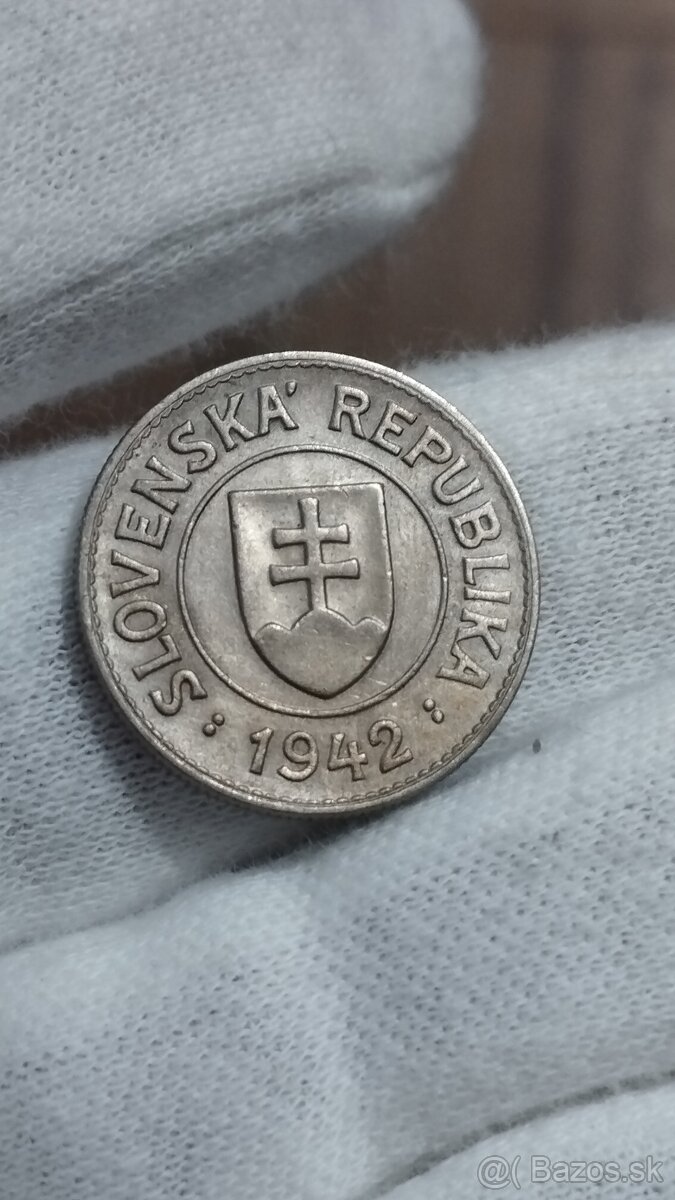 SLOVENSKÁ REPUBLIKA
: 1942 :
@( Bazos.sk